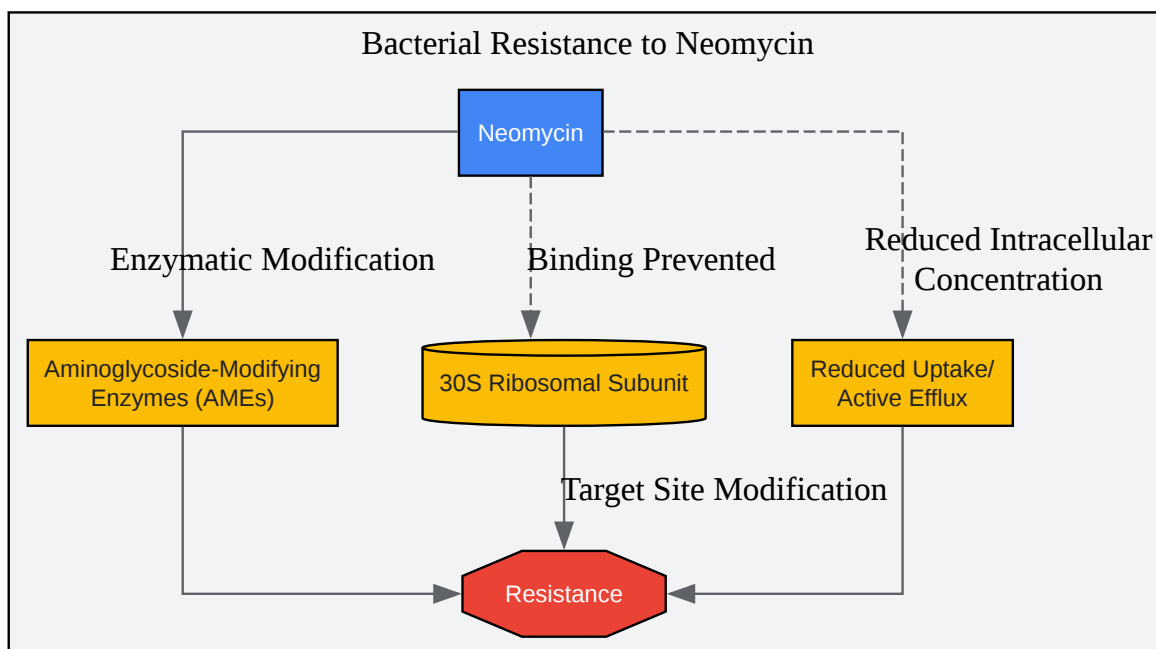 Bacterial Resistance to Neomycin
Neomycin
Enzymatic Modification
Binding Prevented
Reduced Intracellular
Concentration
Aminoglycoside-Modifying
Enzymes (AMEs)
30S Ribosomal Subunit
Reduced Uptake/
Active Efflux
Target Site Modification
Resistance